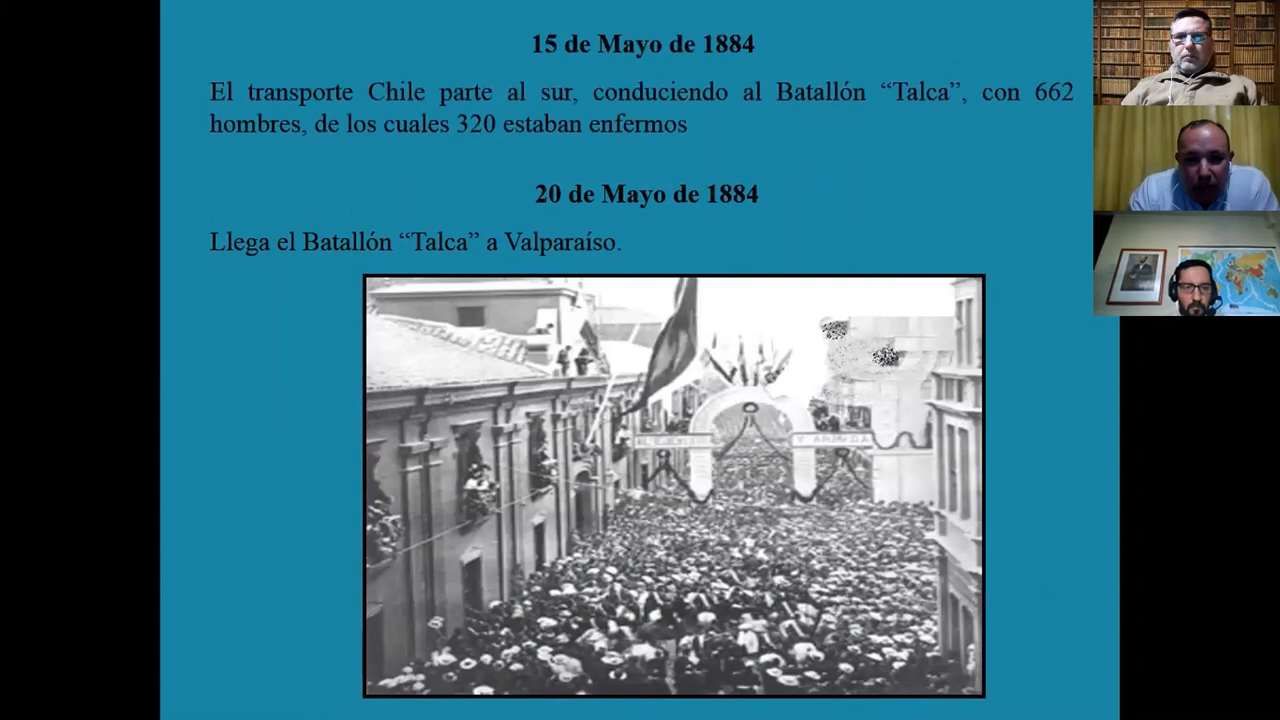 15 de Mayo de 1884
El transporte Chile parte al sur, conduciendo al Batallón “Talca”, con 662
hombres, de los cuales 320 estaban enfermos
20 de Mayo de 1884
Llega el Batallón “Talca” a Valparaíso.
Y ARMADA